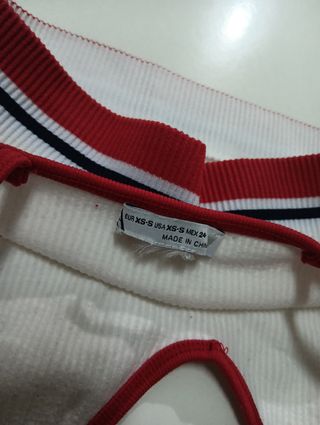 EUR XS-S USA XS-S MEX 24
MADE IN CHIN